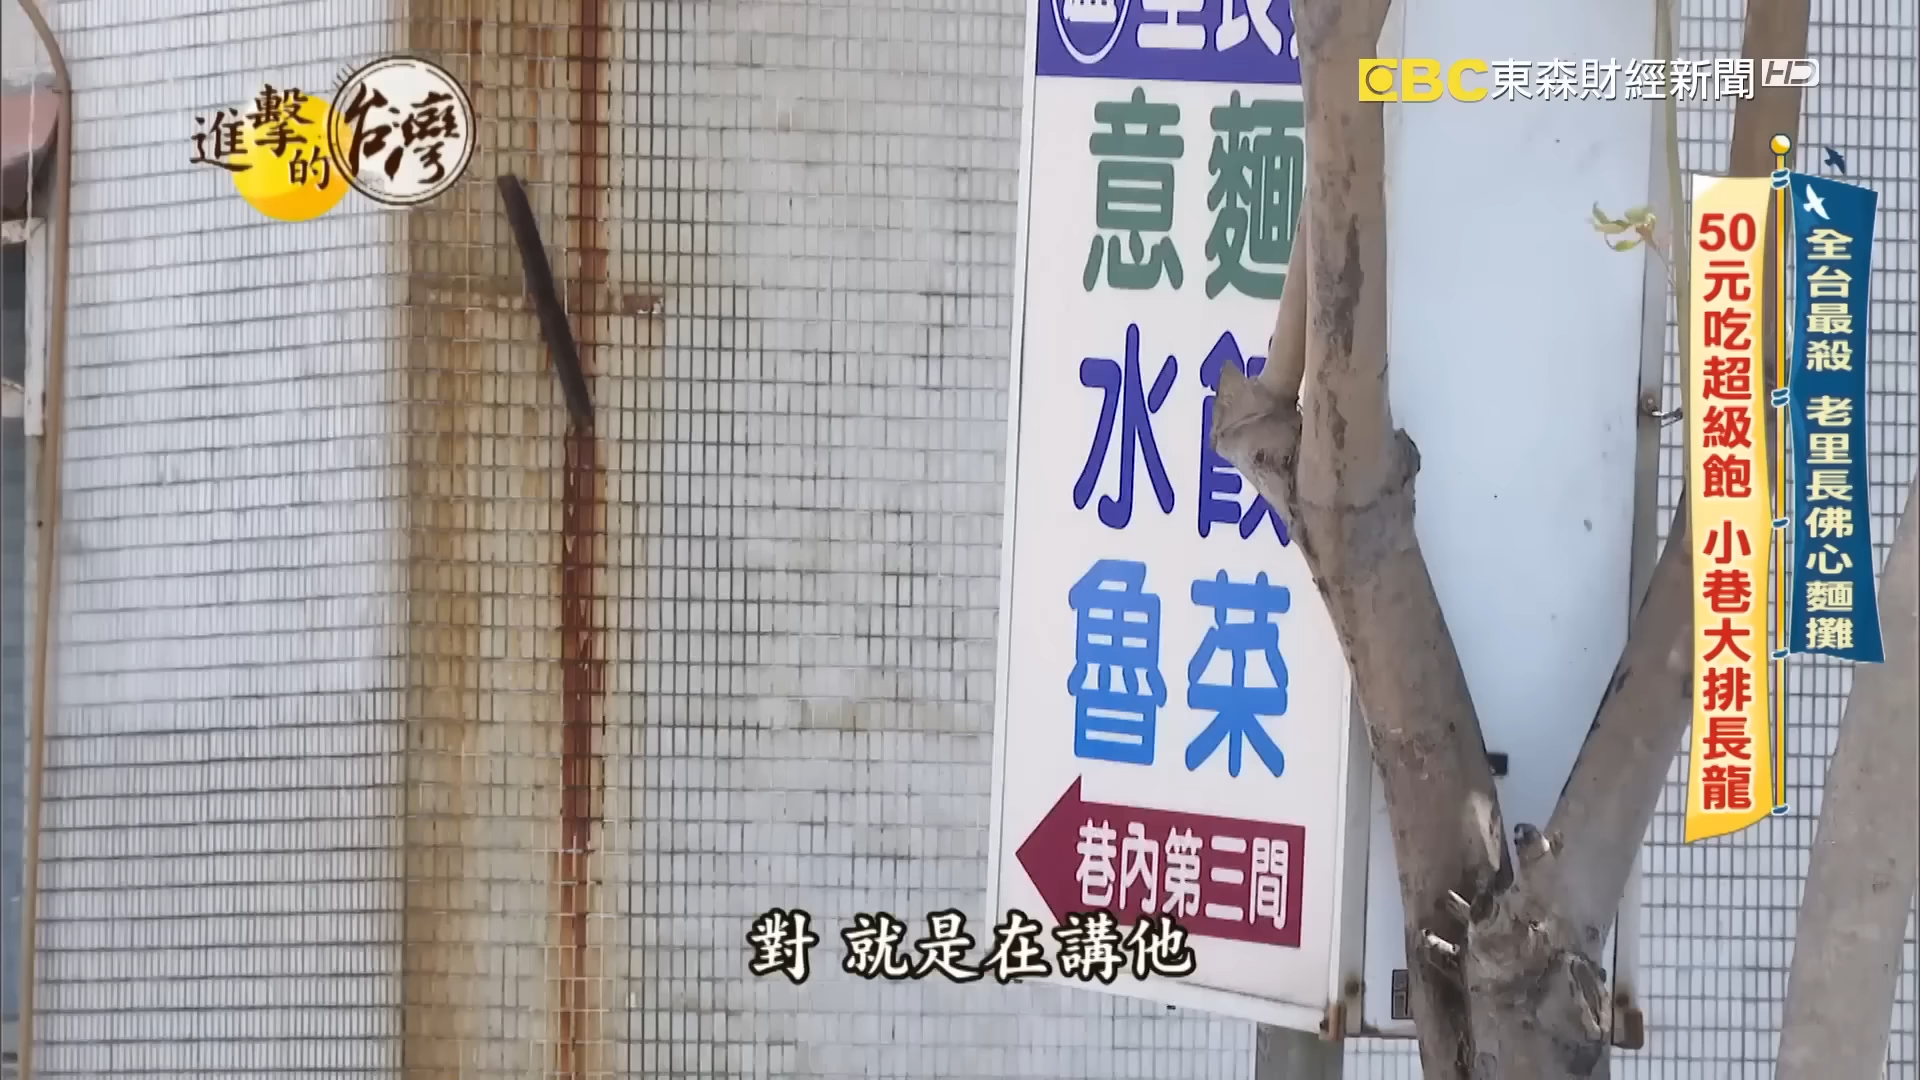 進擊的台灣
EBC東森財經新聞HD
全台最殺 老里長佛心麵攤
50元吃超級飽 小巷大排長龍
意麵
水餃
魯菜
巷內第三間
對 就是在講他